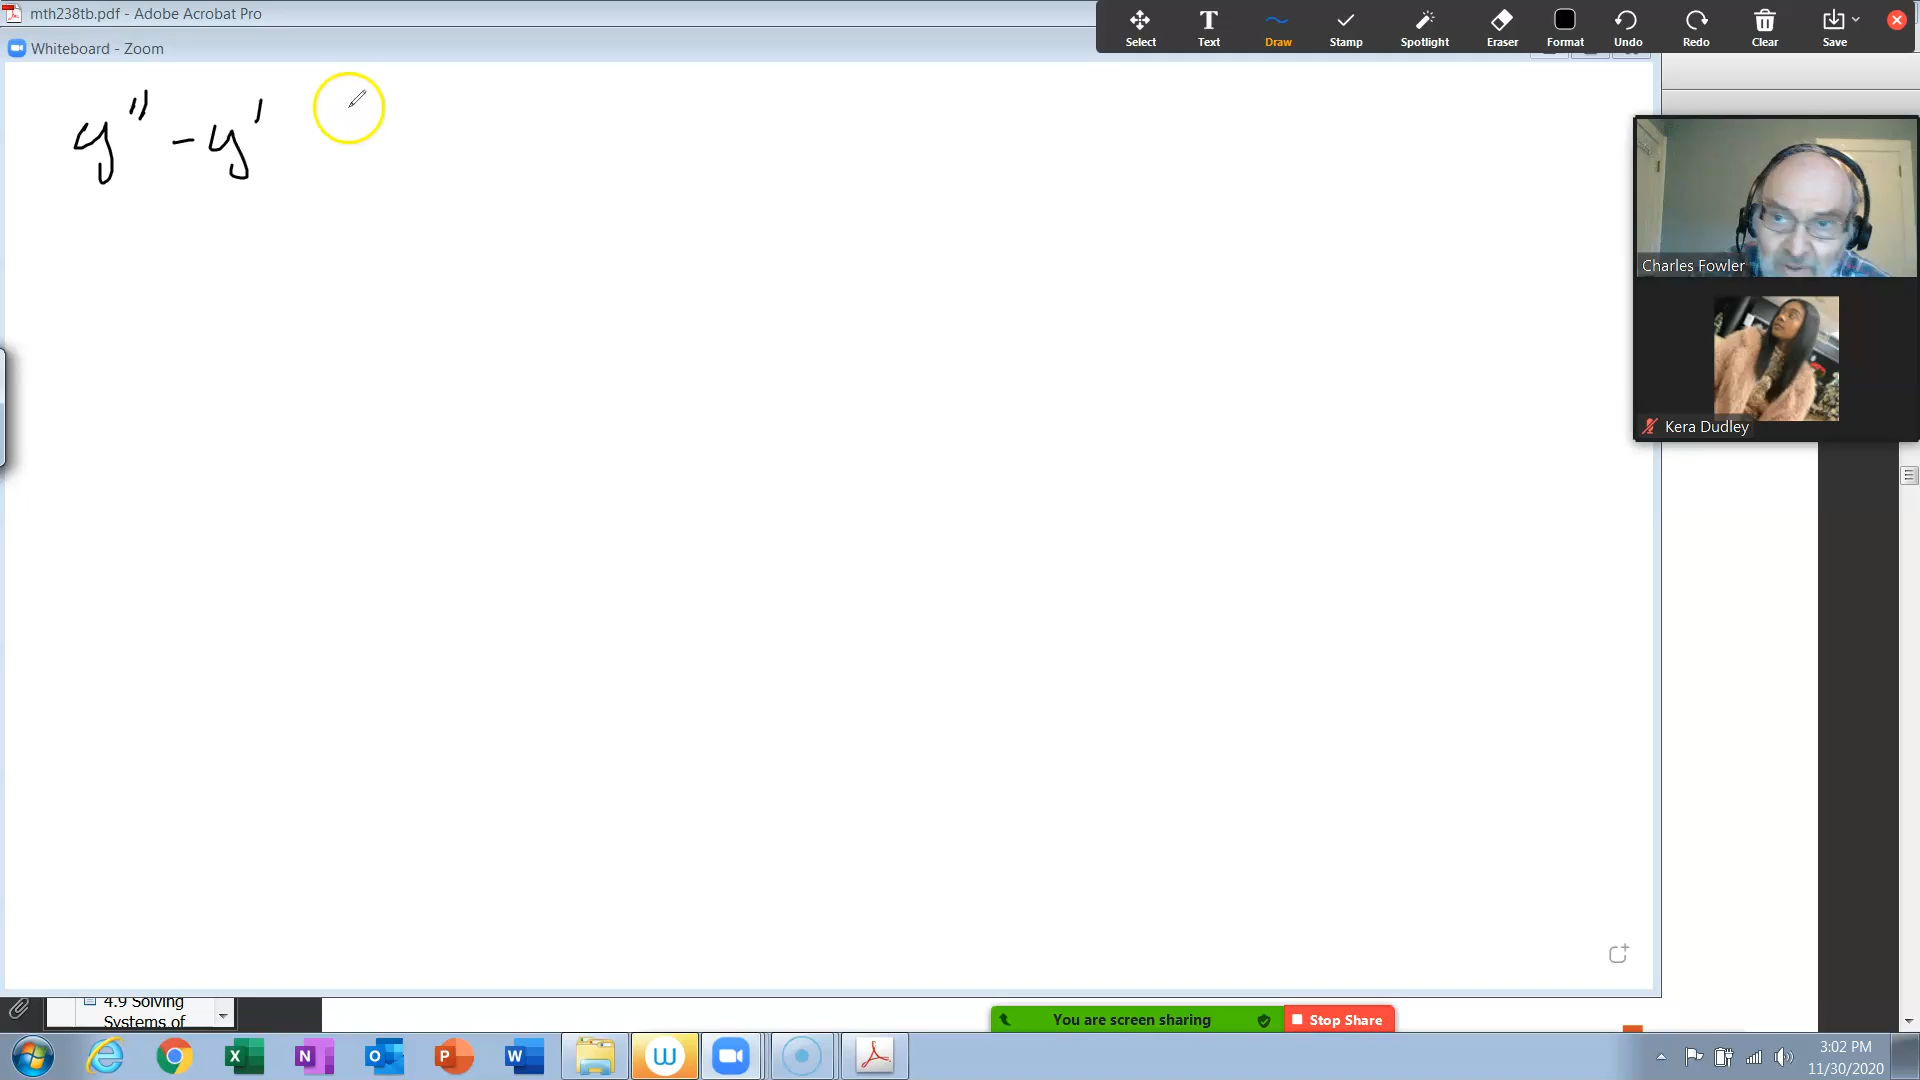 mth238tb.pdf - Adobe Acrobat Pro
Select Text Draw Stamp Spotlight Eraser Format Undo Redo Clear Save
Whiteboard - Zoom
y'' - y'
Charles Fowler
Kera Dudley
4.9 Solving
Systems of
You are screen sharing Stop Share
3:02 PM
11/30/2020